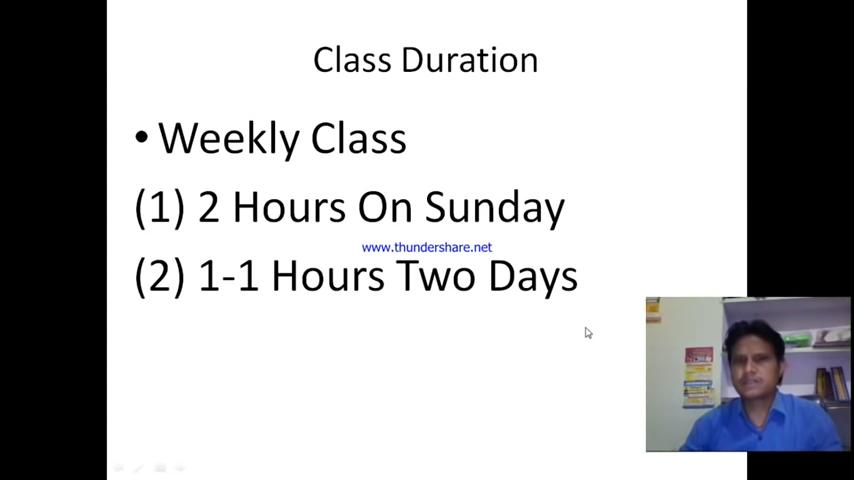 Class Duration
• Weekly Class
(1) 2 Hours On Sunday
www.thundershare.net
(2) 1-1 Hours Two Days